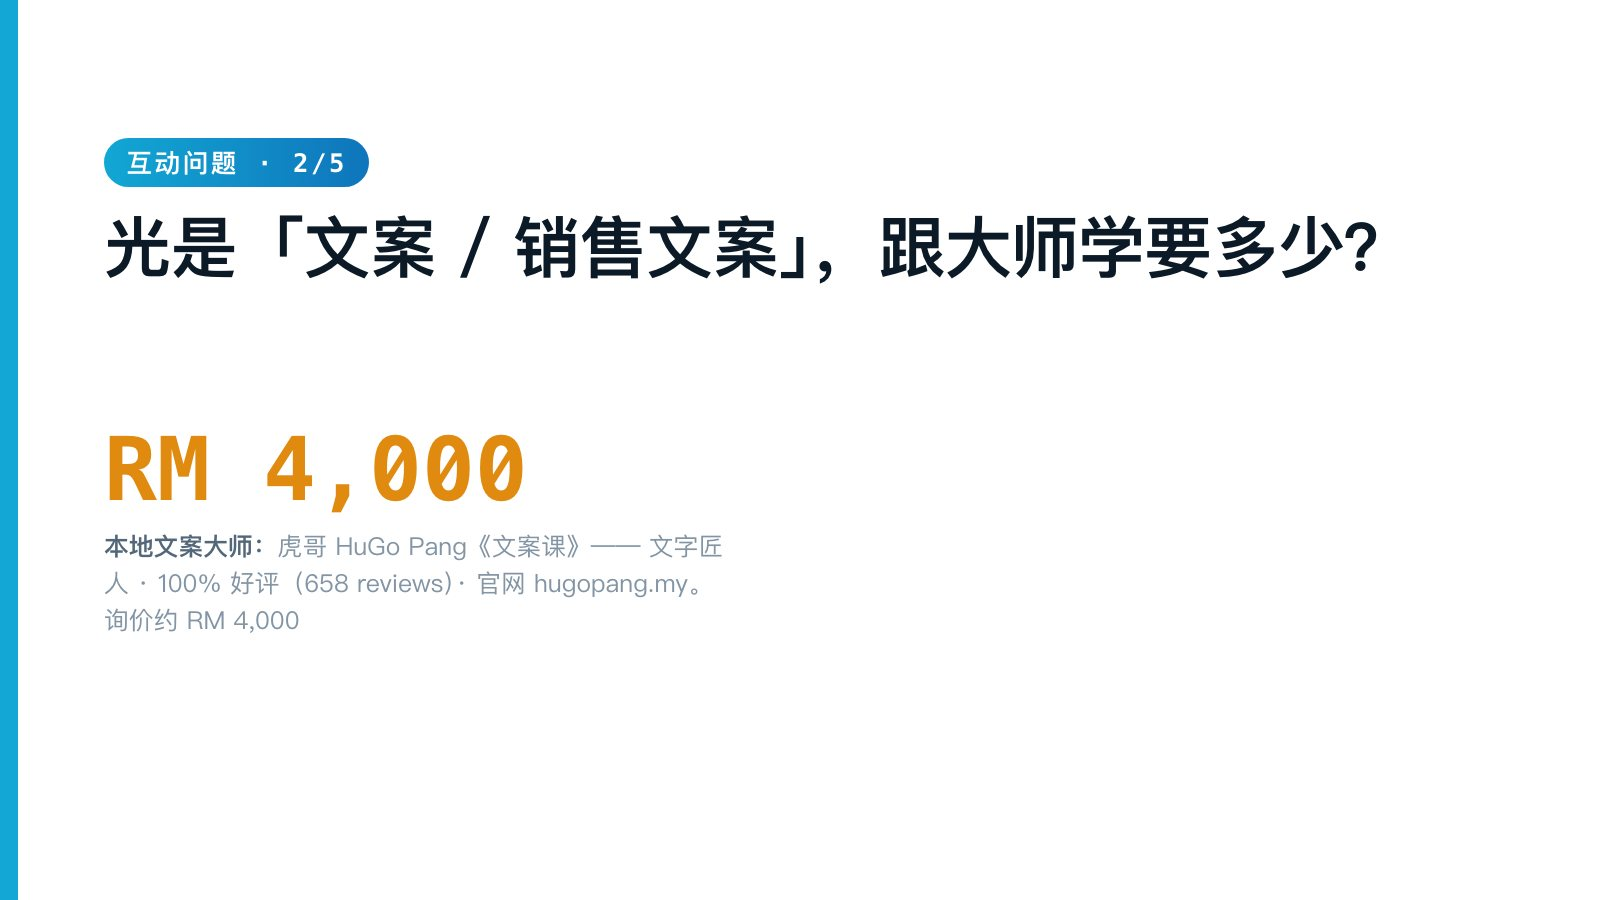 互动问题 · 2/5
光是「文案 / 销售文案」，跟大师学要多少？
RM 4,000
本地文案大师：虎哥 HuGo Pang《文案课》—— 文字匠
人 · 100% 好评（658 reviews）· 官网 hugopang.my。
询价约 RM 4,000